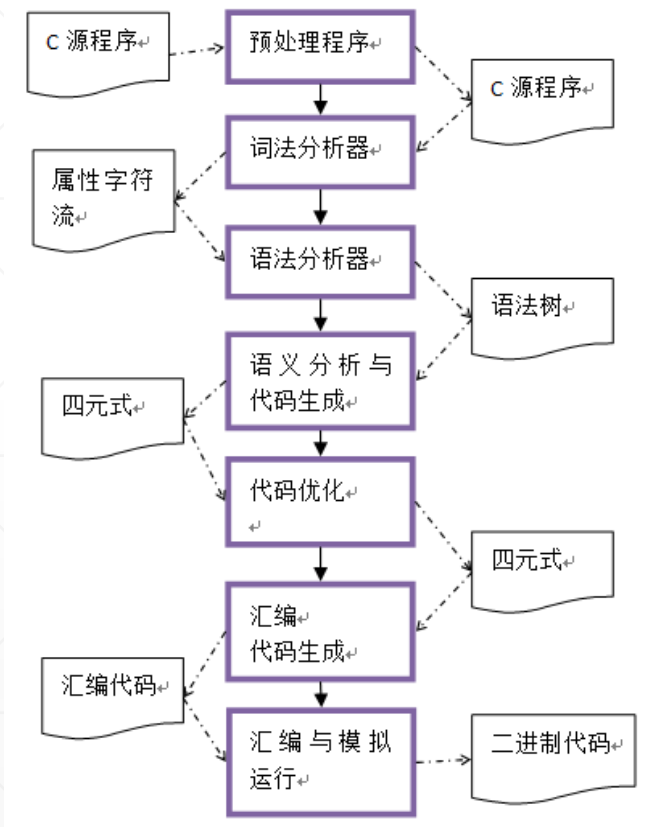 C 源程序
预处理程序
C 源程序
词法分析器
属性字符
流
语法分析器
语法树
语义分析与
代码生成
四元式
代码优化
四元式
汇编
代码生成
汇编代码
汇编与模拟
运行
二进制代码